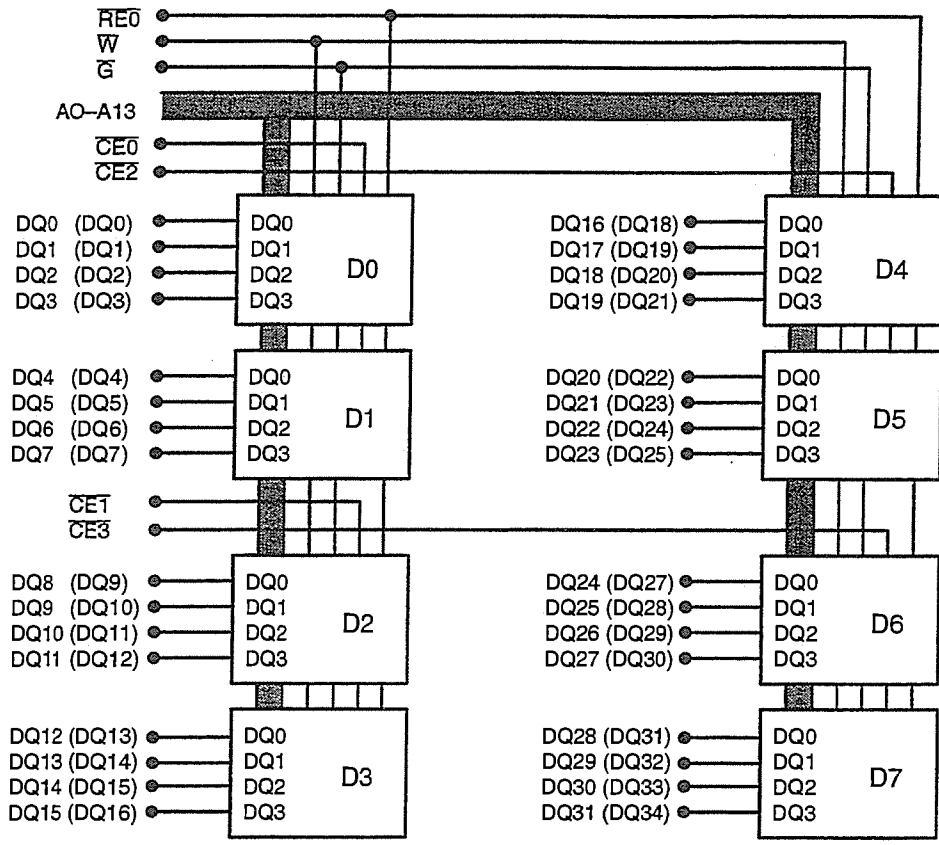 R̅E̅0̅
W̅
G̅
AO–A13
C̅E̅0̅
C̅E̅2̅
DQ0 (DQ0)
DQ1 (DQ1)
DQ2 (DQ2)
DQ3 (DQ3)
DQ0
DQ1
DQ2
DQ3
D0
DQ16 (DQ18)
DQ17 (DQ19)
DQ18 (DQ20)
DQ19 (DQ21)
DQ0
DQ1
DQ2
DQ3
D4
DQ4 (DQ4)
DQ5 (DQ5)
DQ6 (DQ6)
DQ7 (DQ7)
DQ0
DQ1
DQ2
DQ3
D1
DQ20 (DQ22)
DQ21 (DQ23)
DQ22 (DQ24)
DQ23 (DQ25)
DQ0
DQ1
DQ2
DQ3
D5
C̅E̅1̅
C̅E̅3̅
DQ8 (DQ9)
DQ9 (DQ10)
DQ10 (DQ11)
DQ11 (DQ12)
DQ0
DQ1
DQ2
DQ3
D2
DQ24 (DQ27)
DQ25 (DQ28)
DQ26 (DQ29)
DQ27 (DQ30)
DQ0
DQ1
DQ2
DQ3
D6
DQ12 (DQ13)
DQ13 (DQ14)
DQ14 (DQ15)
DQ15 (DQ16)
DQ0
DQ1
DQ2
DQ3
D3
DQ28 (DQ31)
DQ29 (DQ32)
DQ30 (DQ33)
DQ31 (DQ34)
DQ0
DQ1
DQ2
DQ3
D7